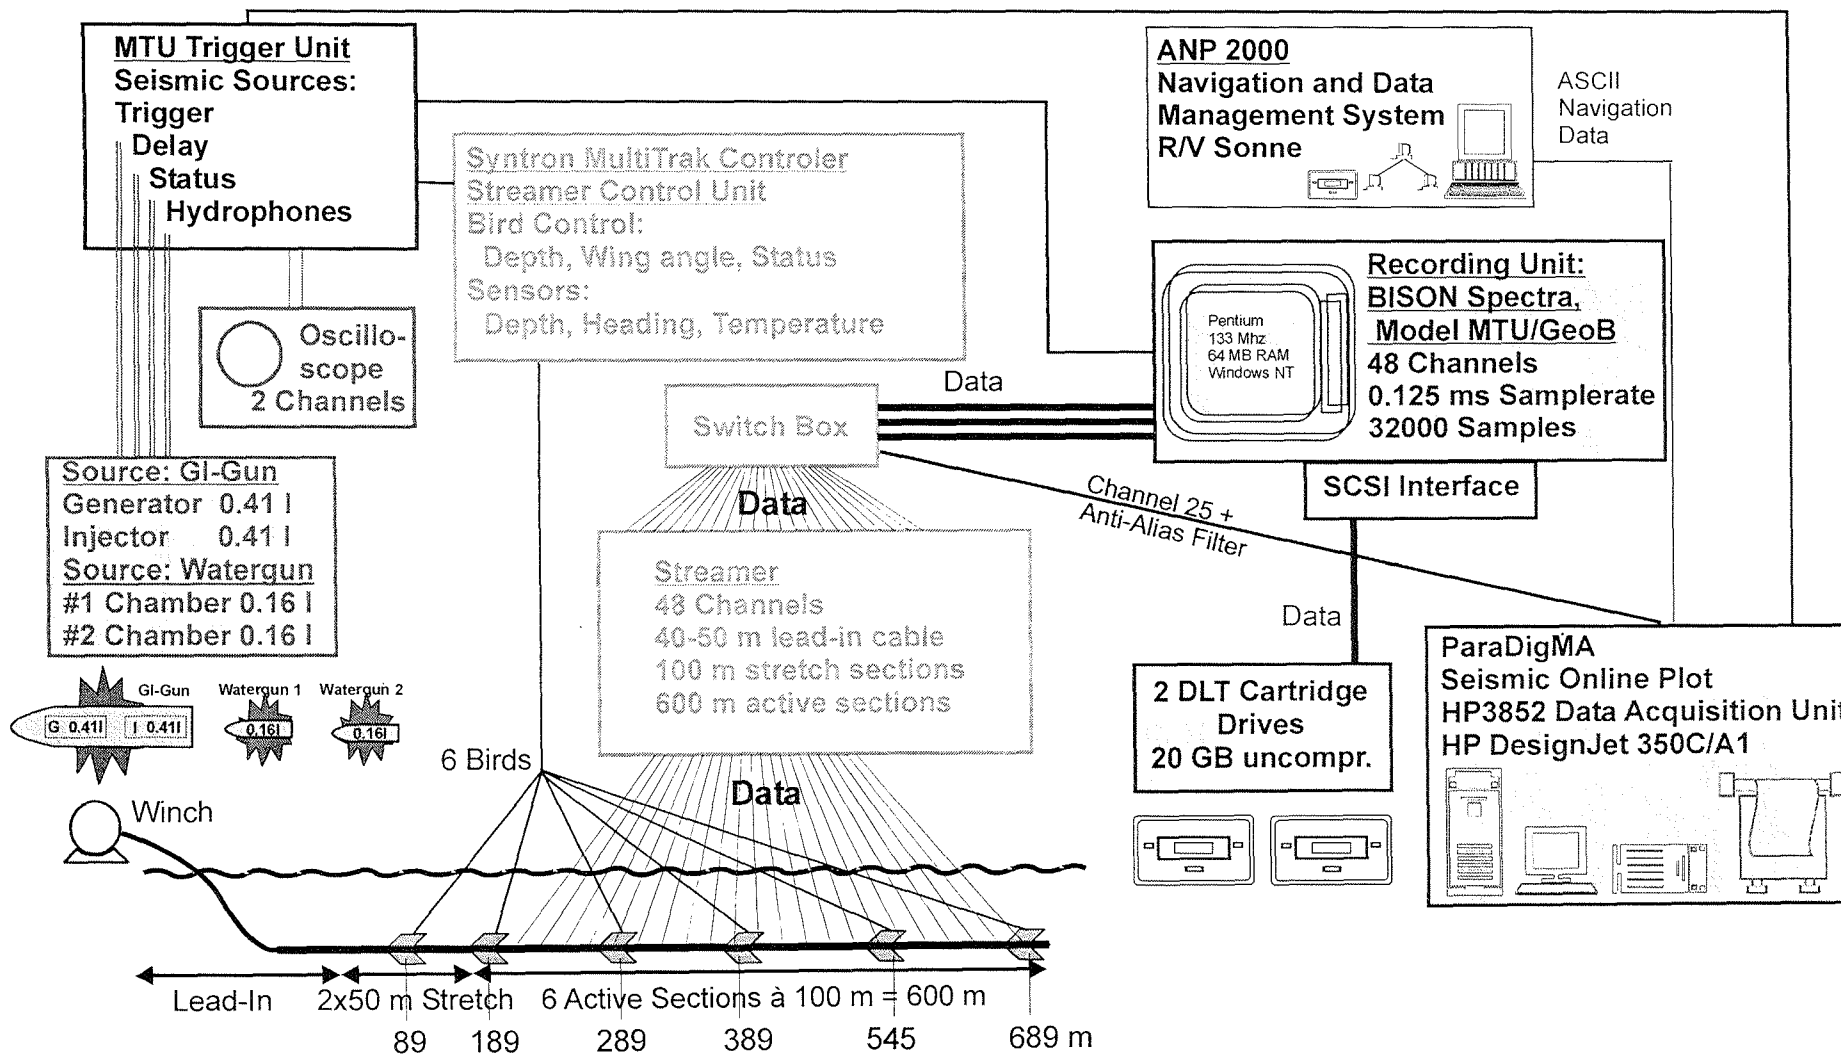 MTU Trigger Unit
Seismic Sources:
Trigger
Delay
Status
Hydrophones
Oscillo-
scope
2 Channels
Source: GI-Gun
Generator 0.41 l
Injector 0.41 l
Source: Watergun
#1 Chamber 0.16 l
#2 Chamber 0.16 l
GI-Gun
Watergun 1
Watergun 2
G 0.41l
I 0.41l
0.16l
0.16l
Syntron MultiTrak Controler
Streamer Control Unit
Bird Control:
Depth, Wing angle, Status
Sensors:
Depth, Heading, Temperature
ANP 2000
Navigation and Data
Management System
R/V Sonne
ASCII
Navigation
Data
Recording Unit:
BISON Spectra,
Model MTU/GeoB
48 Channels
0.125 ms Samplerate
32000 Samples
Pentium
133 Mhz
64 MB RAM
Windows NT
Data
Switch Box
SCSI Interface
Channel 25 +
Anti-Alias Filter
Data
Streamer
48 Channels
40-50 m lead-in cable
100 m stretch sections
600 m active sections
Data
2 DLT Cartridge
Drives
20 GB uncompr.
ParaDigMA
Seismic Online Plot
HP3852 Data Acquisition Unit
HP DesignJet 350C/A1
6 Birds
Data
Winch
Lead-In
2x50 m Stretch
6 Active Sections à 100 m = 600 m
89
189
289
389
545
689 m